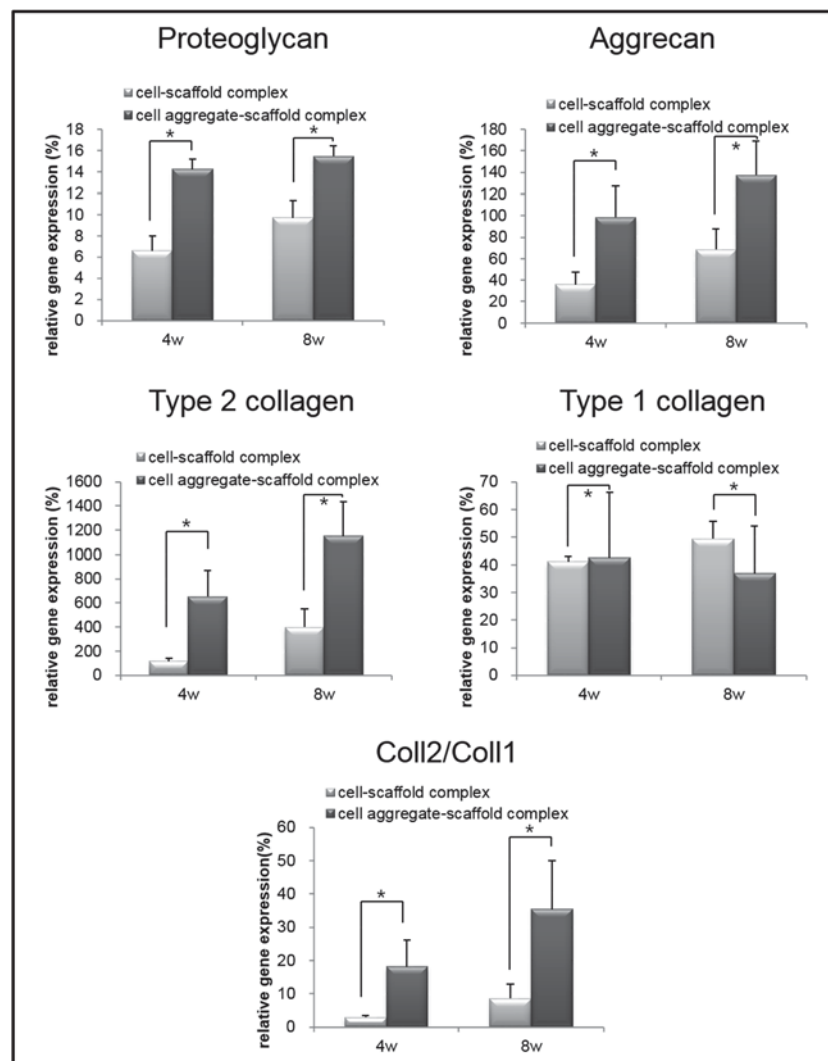 Proteoglycan
cell-scaffold complex
cell aggregate-scaffold complex
relative gene expression (%)
18
16
14
12
10
8
6
4
2
0
*
*
4w
8w
Aggrecan
cell-scaffold complex
cell aggregate-scaffold complex
relative gene expression (%)
180
160
140
120
100
80
60
40
20
0
*
*
4w
8w
Type 2 collagen
cell-scaffold complex
cell aggregate-scaffold complex
relative gene expression (%)
1600
1400
1200
1000
800
600
400
200
0
*
*
4w
8w
Type 1 collagen
cell-scaffold complex
cell aggregate-scaffold complex
relative gene expression (%)
70
60
50
40
30
20
10
0
*
*
4w
8w
Coll2/Coll1
cell-scaffold complex
cell aggregate-scaffold complex
relative gene expression(%)
60
50
40
30
20
10
0
*
*
4w
8w